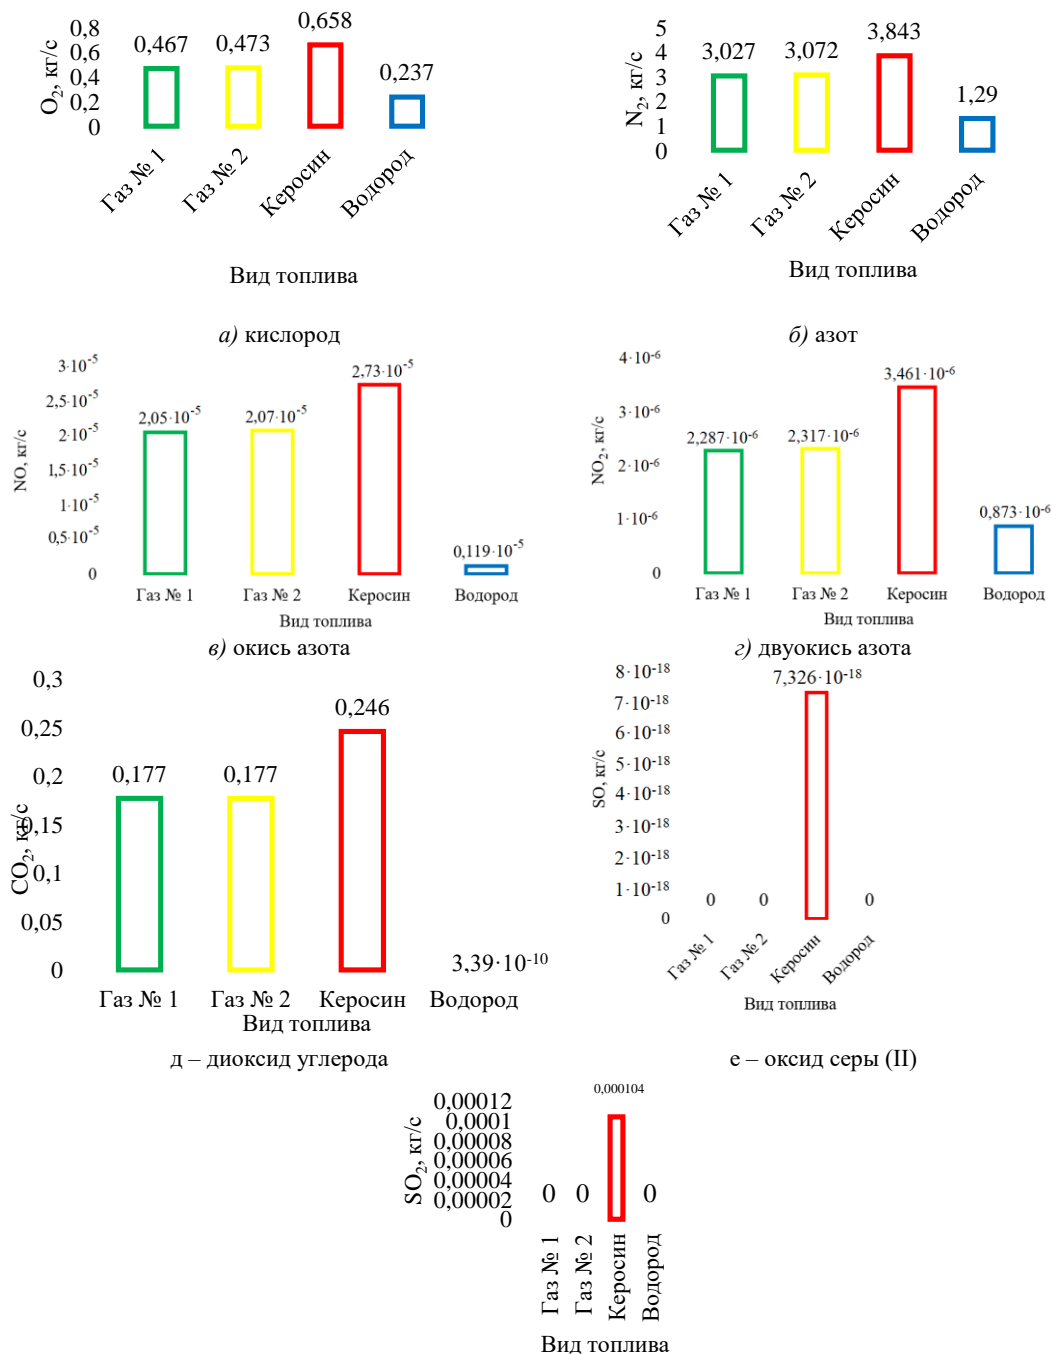 O₂, кг/с
0,8
0,6
0,4
0,2
0
0,467
0,473
0,658
0,237
Газ № 1
Газ № 2
Керосин
Водород
Вид топлива
а) кислород
N₂, кг/с
5
4
3
2
1
0
3,027
3,072
3,843
1,29
Газ № 1
Газ № 2
Керосин
Водород
Вид топлива
б) азот
NO, кг/с
3·10⁻⁵
2,5·10⁻⁵
2·10⁻⁵
1,5·10⁻⁵
1·10⁻⁵
0,5·10⁻⁵
0
2,05·10⁻⁵
2,07·10⁻⁵
2,73·10⁻⁵
0,119·10⁻⁵
Газ № 1
Газ № 2
Керосин
Водород
Вид топлива
в) окись азота
NO₂, кг/с
4·10⁻⁶
3·10⁻⁶
2·10⁻⁶
1·10⁻⁶
0
2,287·10⁻⁶
2,317·10⁻⁶
3,461·10⁻⁶
0,873·10⁻⁶
Газ № 1
Газ № 2
Керосин
Водород
Вид топлива
г) двуокись азота
CO₂, кг/с
0,3
0,25
0,2
0,15
0,1
0,05
0
0,177
0,177
0,246
3,39·10⁻¹⁰
Газ № 1
Газ № 2
Керосин
Водород
Вид топлива
д – диоксид углерода
SO, кг/с
8·10⁻¹⁸
7·10⁻¹⁸
6·10⁻¹⁸
5·10⁻¹⁸
4·10⁻¹⁸
3·10⁻¹⁸
2·10⁻¹⁸
1·10⁻¹⁸
0
0
0
7,326·10⁻¹⁸
0
Газ № 1
Газ № 2
Керосин
Водород
Вид топлива
е – оксид серы (II)
SO₂, кг/с
0,00012
0,0001
0,00008
0,00006
0,00004
0,00002
0
0
0
0,000104
0
Газ № 1
Газ № 2
Керосин
Водород
Вид топлива